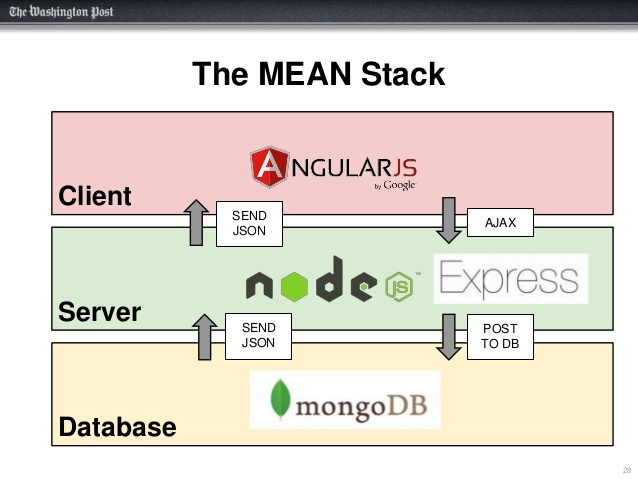 The Washington Post
The MEAN Stack
ANGULARJS
by Google
Client
SEND
JSON
AJAX
node
JS
™
Express
Server
SEND
JSON
POST
TO DB
mongoDB
Database
28